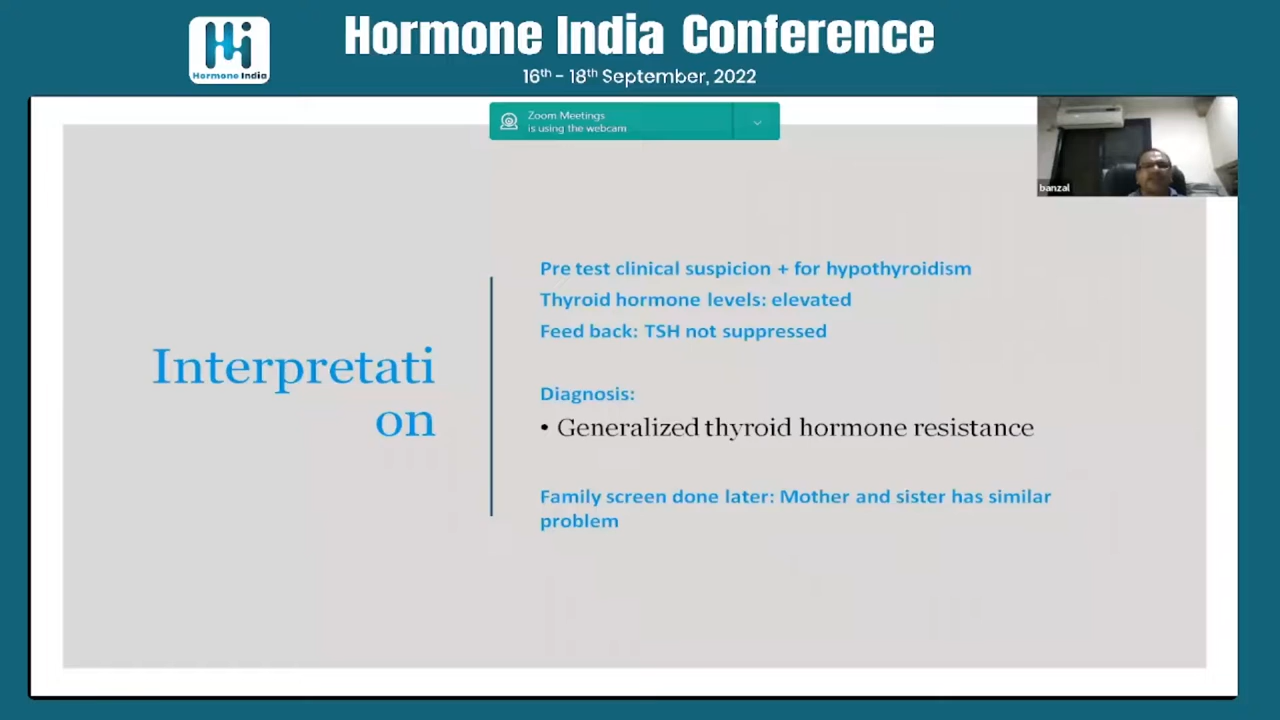 Hormone India Conference
16th - 18th September, 2022
Hi
Hormone India
Zoom Meetings
is using the webcam
banzal
Interpretati
on
Pre test clinical suspicion + for hypothyroidism
Thyroid hormone levels: elevated
Feed back: TSH not suppressed
Diagnosis:
• Generalized thyroid hormone resistance
Family screen done later: Mother and sister has similar
problem